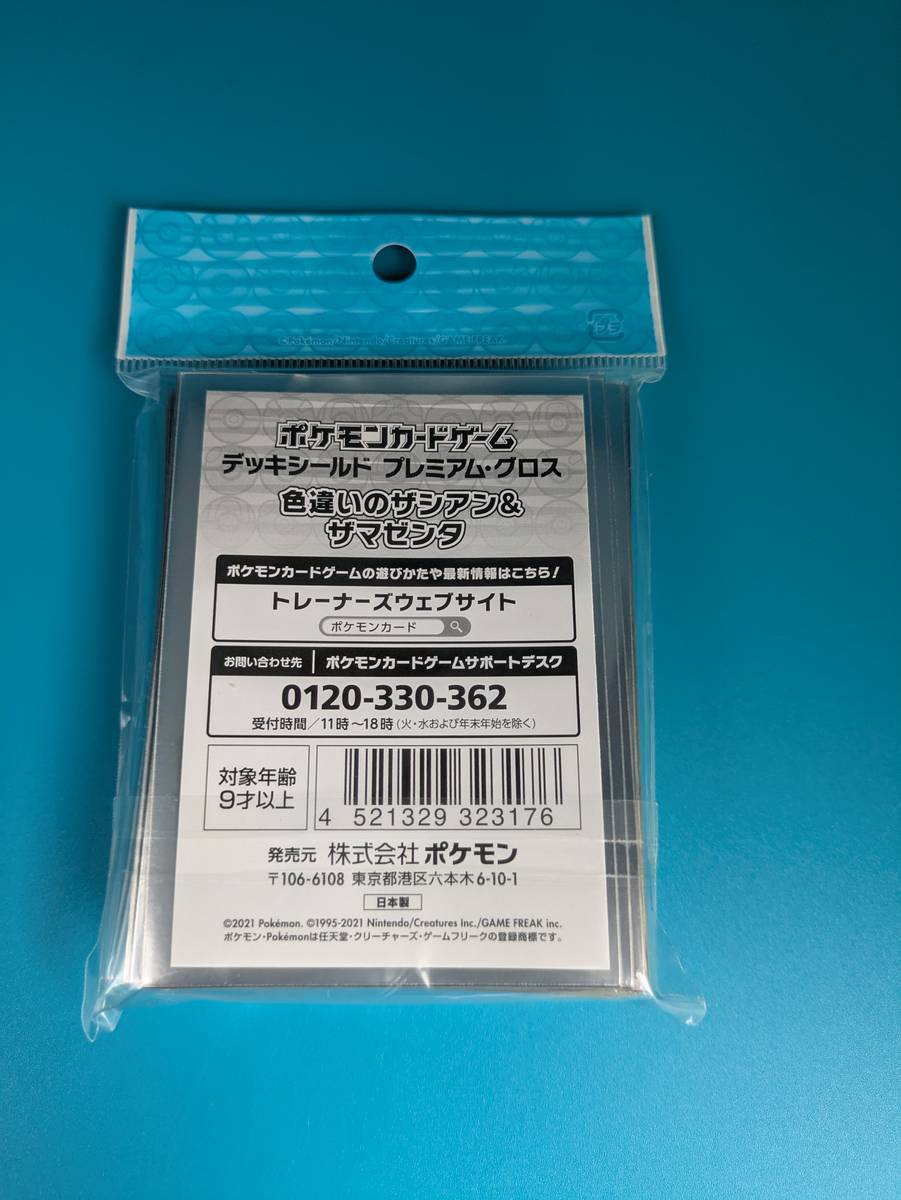 ©Pokémon/Nintendo/Creatures/GAME FREAK
プラ
ポケモンカードゲーム
デッキシールド プレミアム・グロス
色違いのザシアン&
ザマゼンタ
ポケモンカードゲームの遊びかたや最新情報はこちら!
トレーナーズウェブサイト
ポケモンカード
お問い合わせ先 ポケモンカードゲームサポートデスク
0120-330-362
受付時間/11時~18時(火・水および年末年始を除く)
対象年齢
9才以上
4 521329 323176
発売元 株式会社ポケモン
〒106-6108 東京都港区六本木6-10-1
日本製
©2021 Pokémon. ©1995-2021 Nintendo/Creatures Inc./GAME FREAK inc.
ポケモン・Pokémonは任天堂・クリーチャーズ・ゲームフリークの登録商標です。